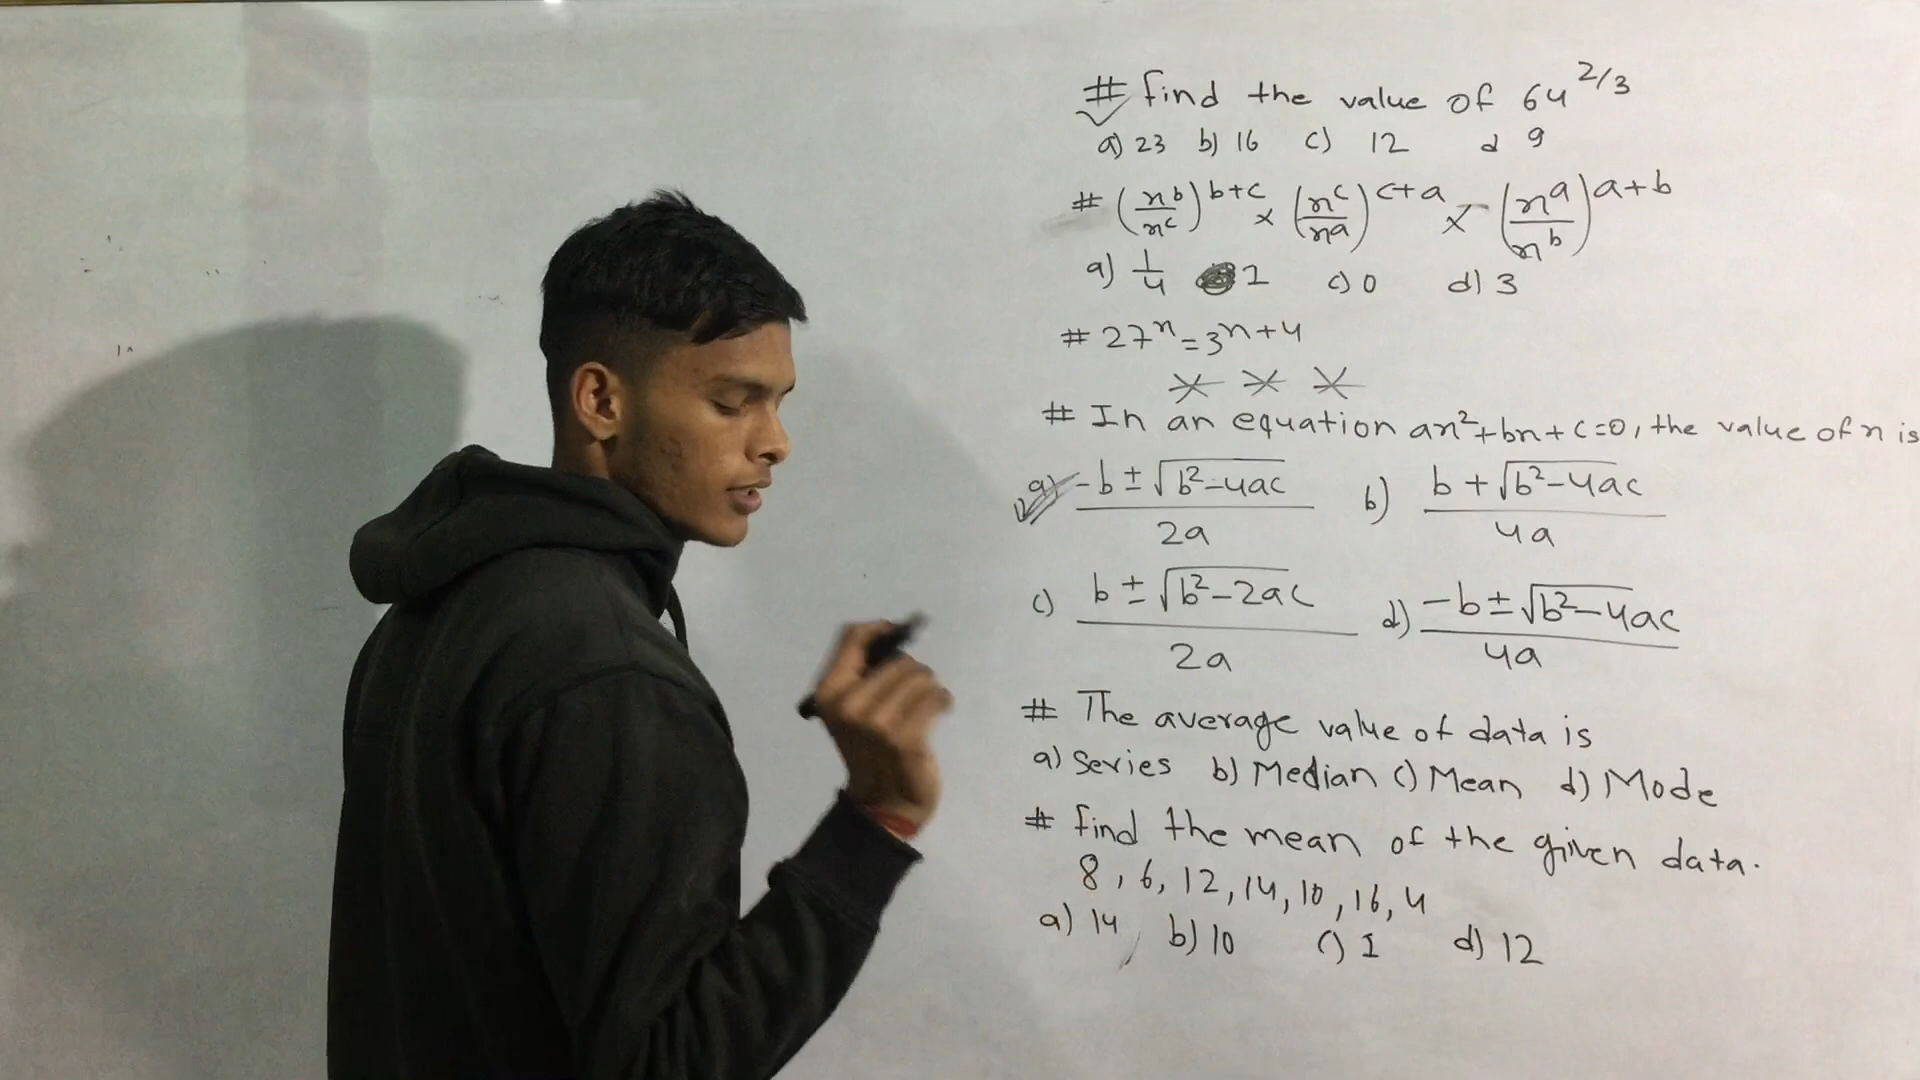 # find the value of 64^2/3
a) 23 b) 16 c) 12 d 9
# (n^b/n^c)^b+c × (n^c/n^a)^c+a × (n^a/n^b)^a+b
a) 1/4 1 c) 0 d) 3
# 27^n = 3^n+4
# In an equation an²+bn+c=0, the value of n is
a) -b±√b²-4ac/2a b) b+√b²-4ac/4a
c) b±√b²-2ac/2a d) -b±√b²-4ac/4a
# The average value of data is
a) Series b) Median c) Mean d) Mode
# find the mean of the given data.
8, 6, 12, 14, 10, 16, 4
a) 14 b) 10 c) 1 d) 12